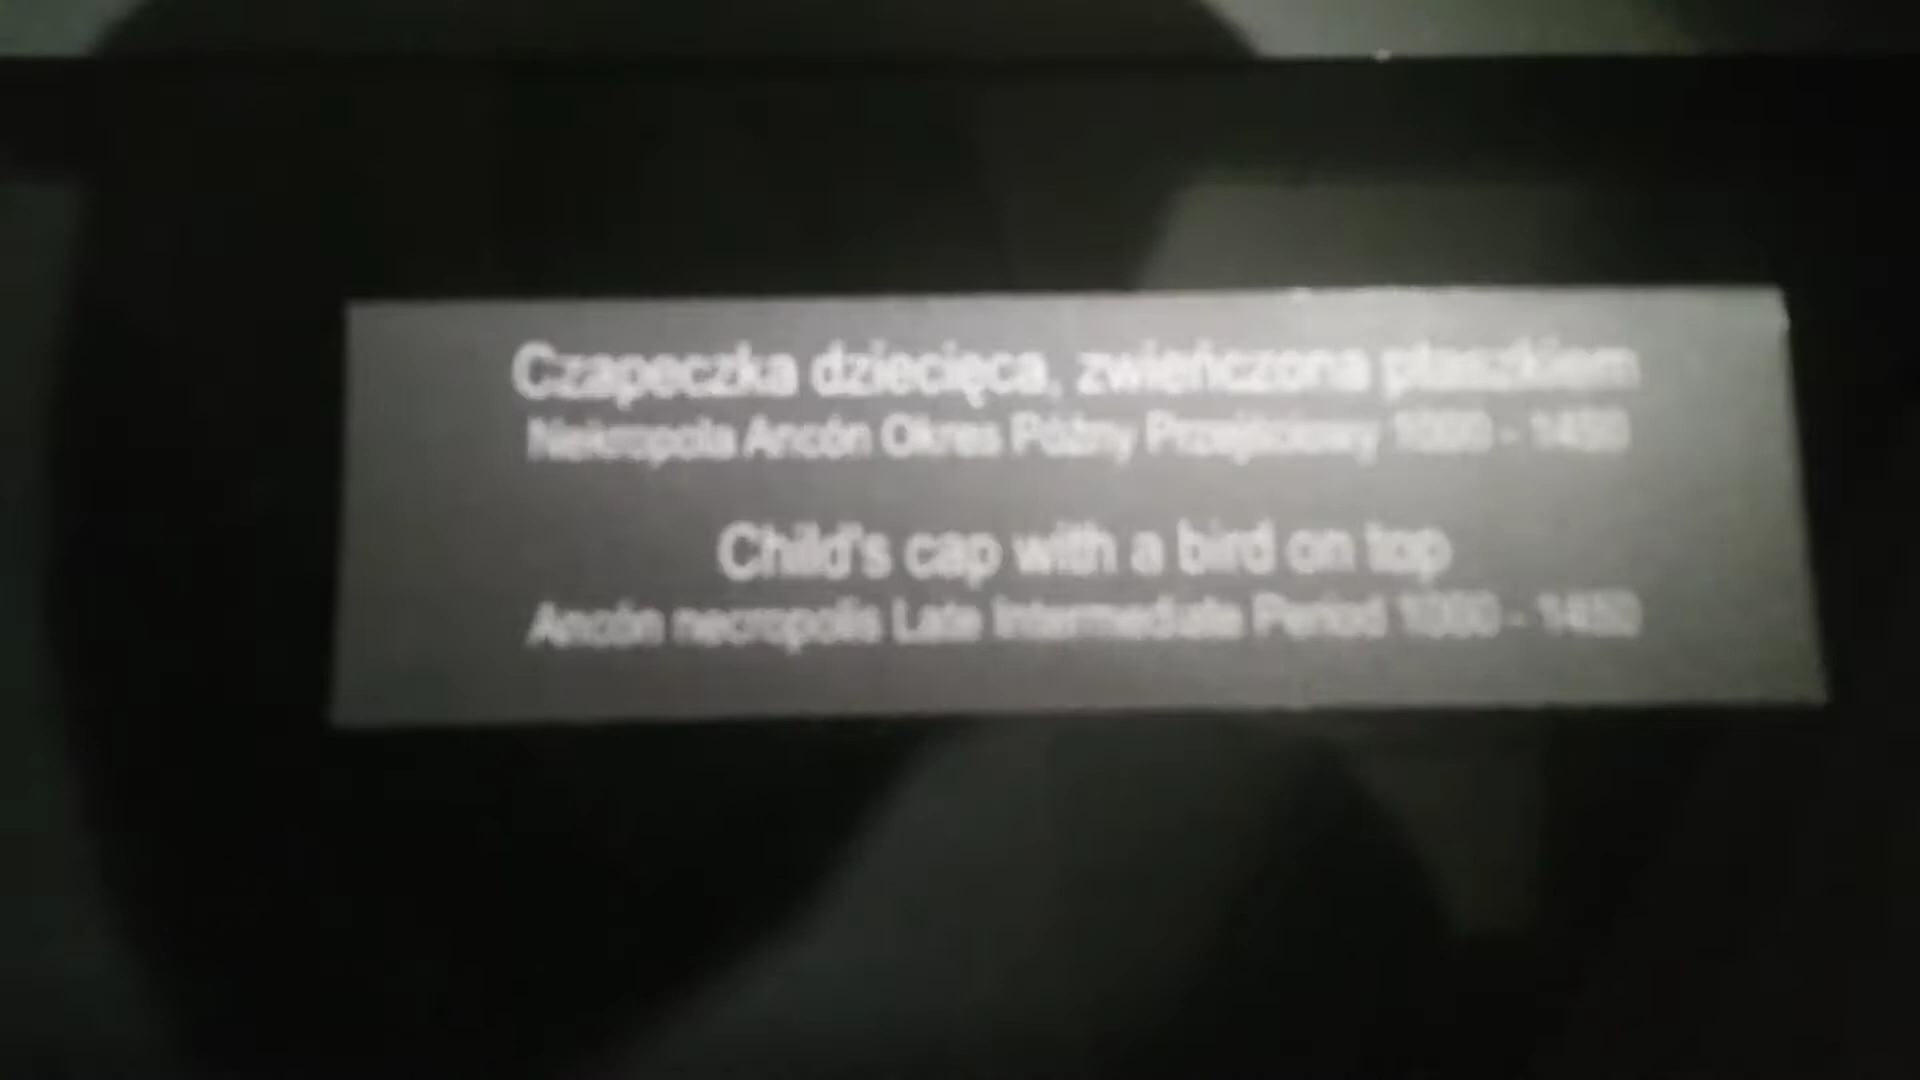 Czapeczka dziecięca, zwieńczona ptaszkiem
Nekropola Ancón Okres Późny Przejściowy 1000 - 1450
Child's cap with a bird on top
Ancón necropolis Late Intermediate Period 1000 - 1450